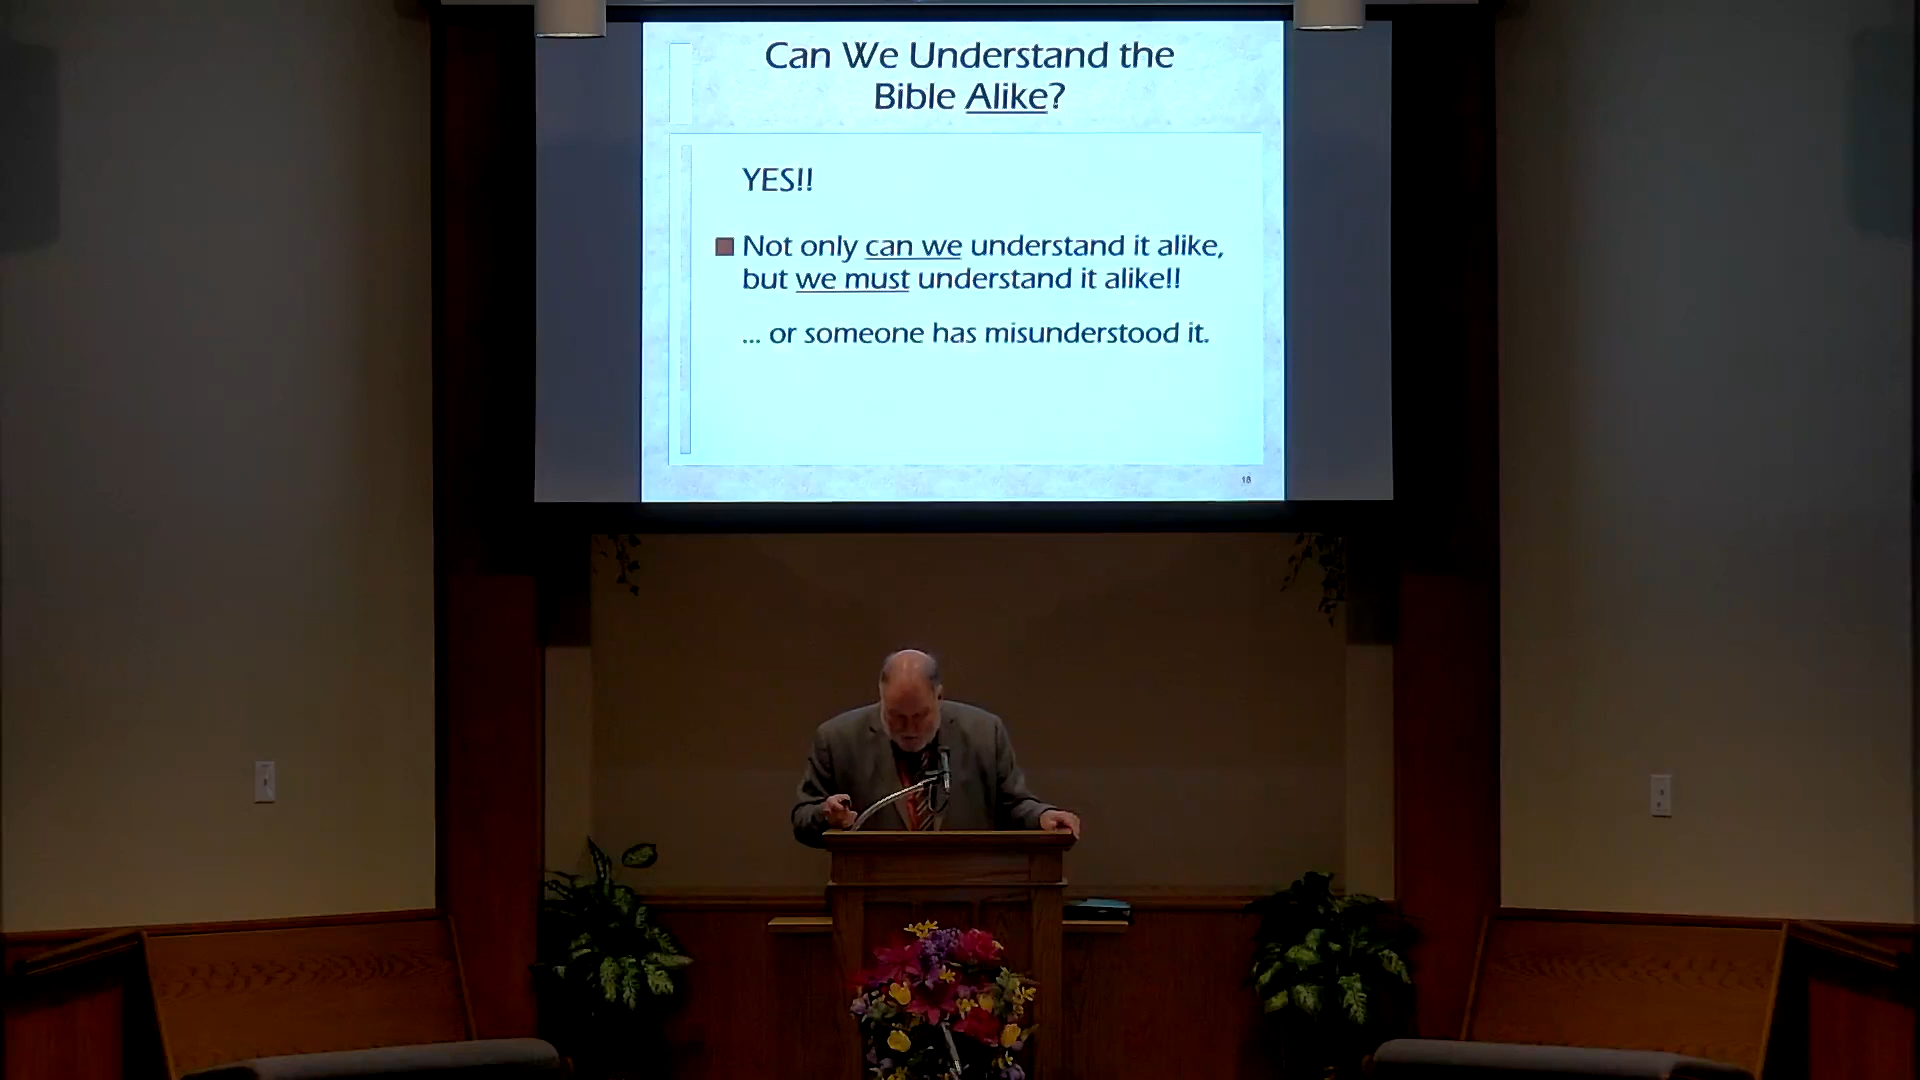 Can We Understand the
Bible Alike?
YES!!
Not only can we understand it alike,
but we must understand it alike!!
... or someone has misunderstood it.
18